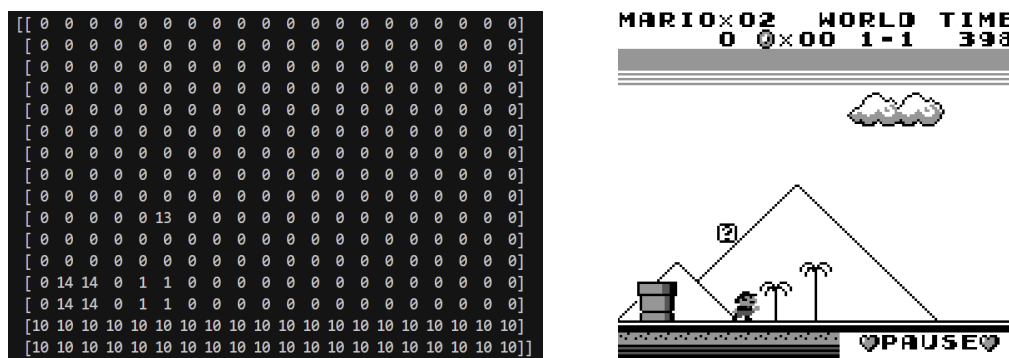 [[ 0 0 0 0 0 0 0 0 0 0 0 0 0 0 0 0 0 0 0 0]
[ 0 0 0 0 0 0 0 0 0 0 0 0 0 0 0 0 0 0 0 0]
[ 0 0 0 0 0 0 0 0 0 0 0 0 0 0 0 0 0 0 0 0]
[ 0 0 0 0 0 0 0 0 0 0 0 0 0 0 0 0 0 0 0 0]
[ 0 0 0 0 0 0 0 0 0 0 0 0 0 0 0 0 0 0 0 0]
[ 0 0 0 0 0 0 0 0 0 0 0 0 0 0 0 0 0 0 0 0]
[ 0 0 0 0 0 0 0 0 0 0 0 0 0 0 0 0 0 0 0 0]
[ 0 0 0 0 0 0 0 0 0 0 0 0 0 0 0 0 0 0 0 0]
[ 0 0 0 0 0 0 0 0 0 0 0 0 0 0 0 0 0 0 0 0]
[ 0 0 0 0 0 13 0 0 0 0 0 0 0 0 0 0 0 0 0 0]
[ 0 0 0 0 0 0 0 0 0 0 0 0 0 0 0 0 0 0 0 0]
[ 0 0 0 0 0 0 0 0 0 0 0 0 0 0 0 0 0 0 0 0]
[ 0 14 14 0 1 1 0 0 0 0 0 0 0 0 0 0 0 0 0 0]
[ 0 14 14 0 1 1 0 0 0 0 0 0 0 0 0 0 0 0 0 0]
[10 10 10 10 10 10 10 10 10 10 10 10 10 10 10 10 10 10 10 10]
[10 10 10 10 10 10 10 10 10 10 10 10 10 10 10 10 10 10 10 10]]
MARIO×02 WORLD TIME
0 ×00 1-1 398
?
PAUSE